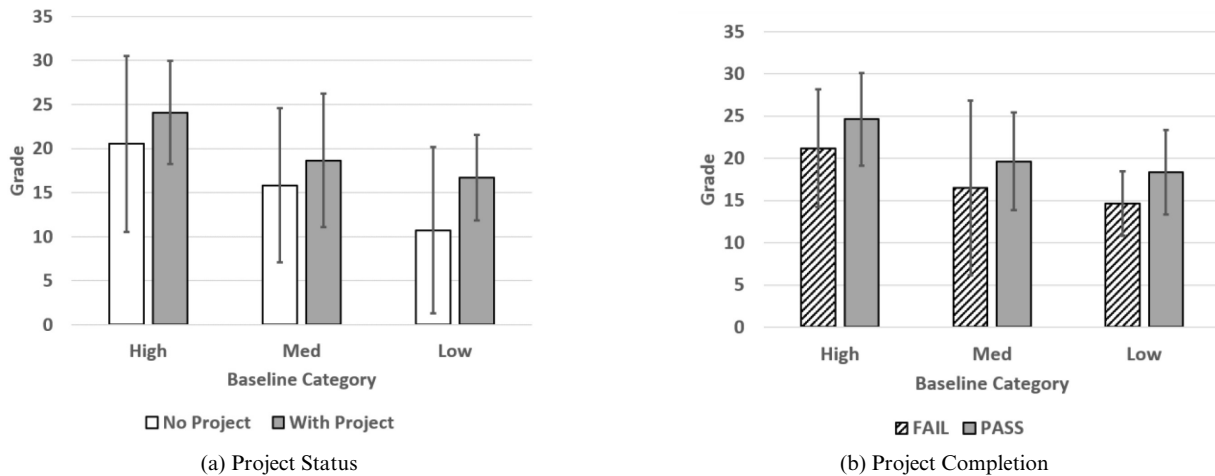 35
30
25
20
15
10
5
0
Grade
High Med Low
Baseline Category
No Project With Project
(a) Project Status
35
30
25
20
15
10
5
0
Grade
High Med Low
Baseline Category
FAIL PASS
(b) Project Completion